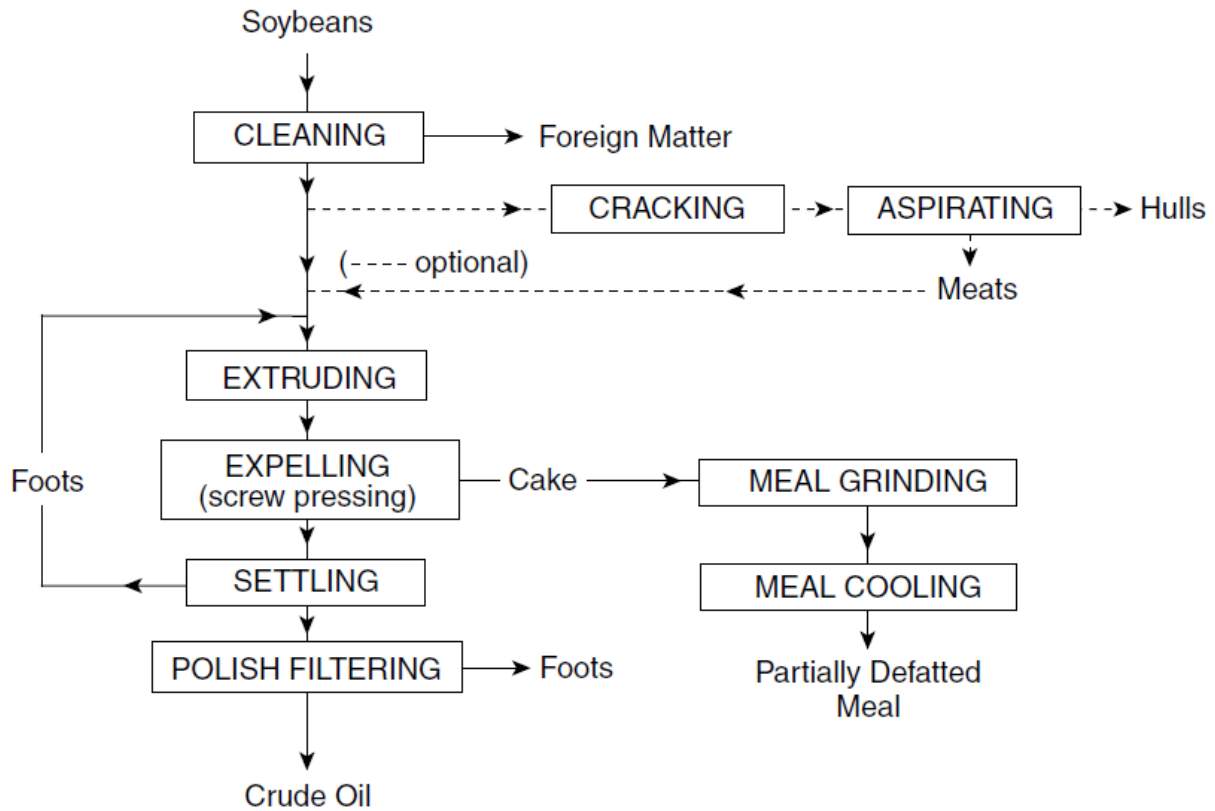 Soybeans
CLEANING
Foreign Matter
CRACKING
ASPIRATING
Hulls
(---- optional)
Meats
EXTRUDING
Foots
EXPELLING
(screw pressing)
Cake
MEAL GRINDING
SETTLING
MEAL COOLING
POLISH FILTERING
Foots
Partially Defatted
Meal
Crude Oil